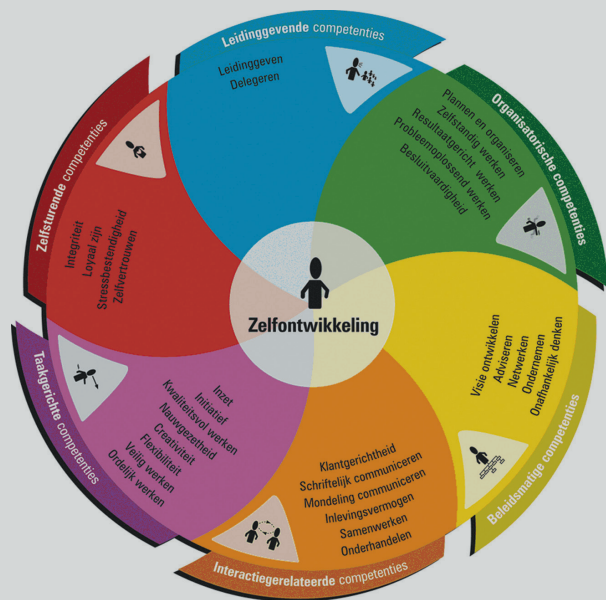 Leidinggevende competenties
Leidinggeven
Delegeren
Organisatorische competenties
Plannen en organiseren
Zelfstandig werken
Resultaatgericht werken
Probleemoplossend werken
Besluitvaardigheid
Beleidsmatige competenties
Visie ontwikkelen
Adviseren
Netwerken
Ondernemen
Onafhankelijk denken
Interactiegerelateerde competenties
Klantgerichtheid
Schriftelijk communiceren
Mondeling communiceren
Inlevingsvermogen
Samenwerken
Onderhandelen
Taakgerichte competenties
Inzet
Initiatief
Kwaliteitsvol werken
Nauwgezetheid
Creativiteit
Flexibiliteit
Veilig werken
Ordelijk werken
Zelfsturende competenties
Integriteit
Loyaal zijn
Stressbestendigheid
Zelfvertrouwen
Zelfontwikkeling